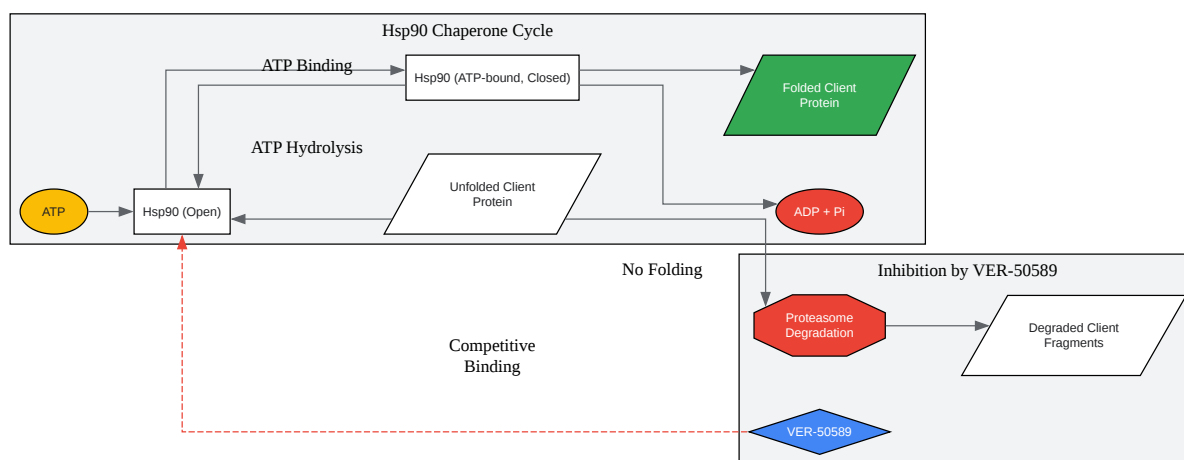 Hsp90 Chaperone Cycle
ATP Binding
Hsp90 (ATP-bound, Closed)
Folded Client
Protein
ATP Hydrolysis
Unfolded Client
Protein
ATP
Hsp90 (Open)
ADP + Pi
No Folding
Inhibition by VER-50589
Proteasome
Degradation
Degraded Client
Fragments
Competitive
Binding
VER-50589